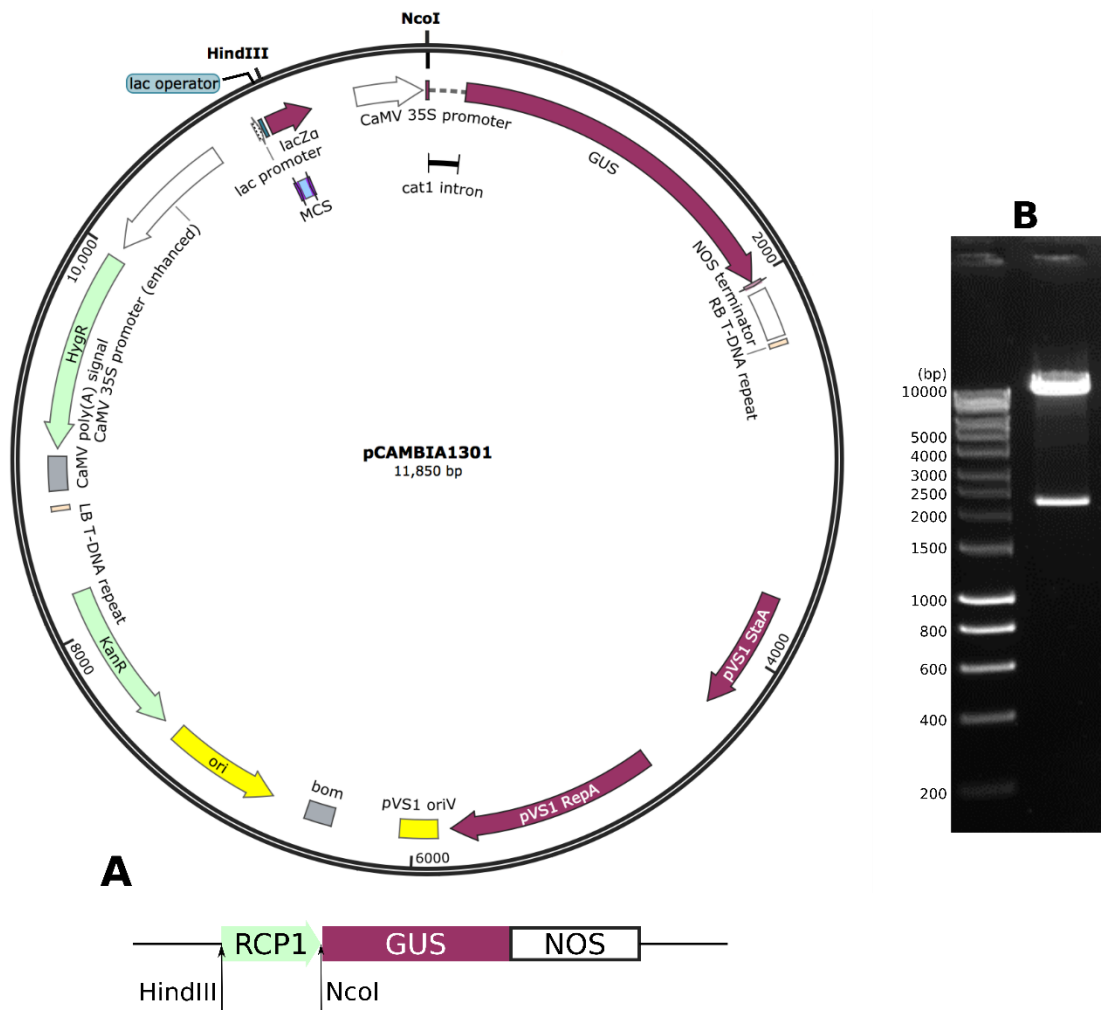 NcoI
HindIII
lac operator
CaMV 35S promoter
lacZα
lac promoter
MCS
cat1 intron
GUS
2000
NOS terminator
RB T-DNA repeat
10,000
CaMV 35S promoter (enhanced)
HygR
CaMV poly(A) signal
LB T-DNA repeat
pCAMBIA1301
11,850 bp
8000
KanR
ori
bom
pVS1 oriV
6000
pVS1 RepA
pVS1 StaA
4000
A
RCP1
GUS
NOS
HindIII
NcoI
B
(bp)
10000
5000
4000
3000
2500
2000
1500
1000
800
600
400
200